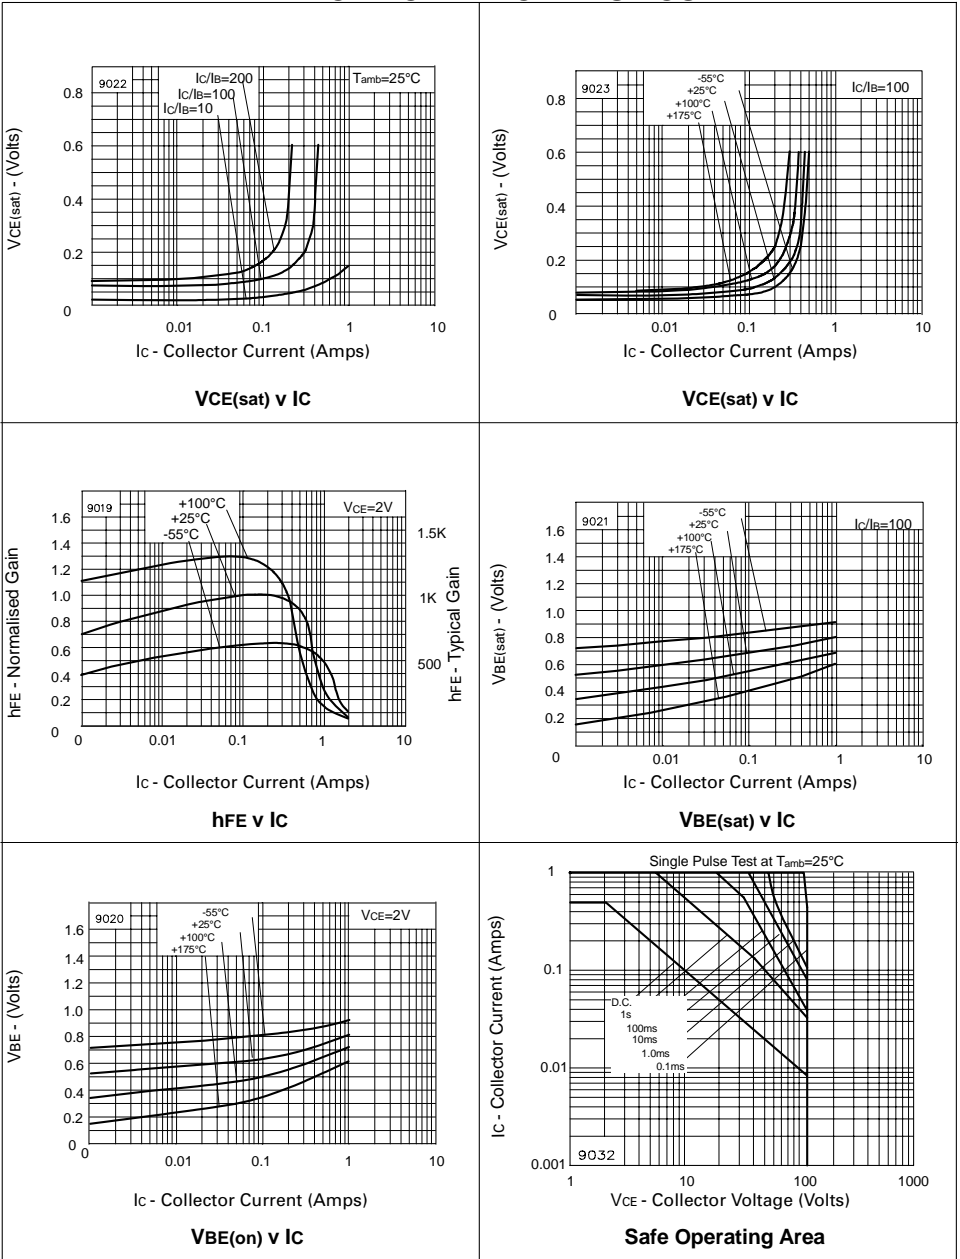 9022
IC/IB=200
IC/IB=100
IC/IB=10
Tamb=25°C
VCE(sat) - (Volts)
0.8
0.6
0.4
0.2
0
0.01
0.1
1
10
IC - Collector Current (Amps)
VCE(sat) v IC
9023
-55°C
+25°C
+100°C
+175°C
IC/IB=100
VCE(sat) - (Volts)
0.8
0.6
0.4
0.2
0
0.01
0.1
1
10
IC - Collector Current (Amps)
VCE(sat) v IC
9019
+100°C
+25°C
-55°C
VCE=2V
hFE - Normalised Gain
1.6
1.4
1.2
1.0
0.8
0.6
0.4
0.2
0
1.5K
1K
500
hFE - Typical Gain
0
0.01
0.1
1
10
IC - Collector Current (Amps)
hFE v IC
9021
-55°C
+25°C
+100°C
+175°C
IC/IB=100
VBE(sat) - (Volts)
1.6
1.4
1.2
1.0
0.8
0.6
0.4
0.2
0
0.01
0.1
1
10
IC - Collector Current (Amps)
VBE(sat) v IC
9020
-55°C
+25°C
+100°C
+175°C
VCE=2V
VBE - (Volts)
1.6
1.4
1.2
1.0
0.8
0.6
0.4
0.2
0
0
0.01
0.1
1
10
IC - Collector Current (Amps)
VBE(on) v IC
Single Pulse Test at Tamb=25°C
IC - Collector Current (Amps)
1
0.1
0.01
0.001
D.C.
1s
100ms
10ms
1.0ms
0.1ms
9032
1
10
100
1000
VCE - Collector Voltage (Volts)
Safe Operating Area